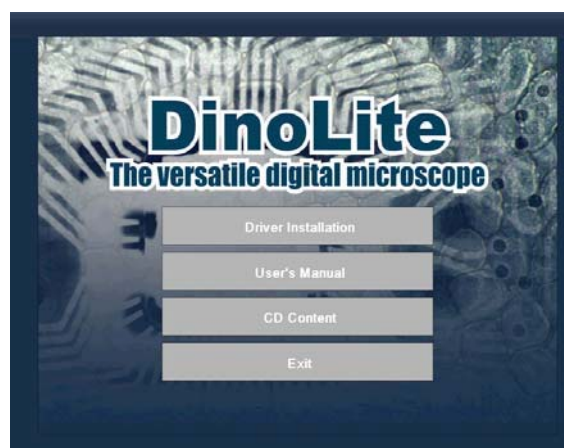 DinoLite
The versatile digital microscope
Driver Installation
User's Manual
CD Content
Exit